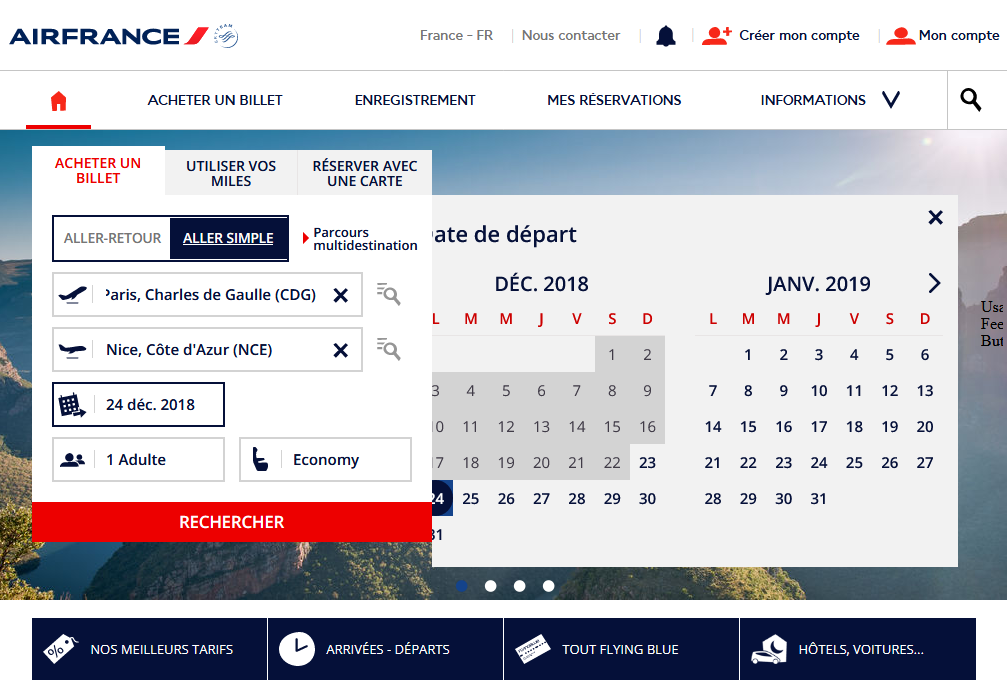 AIRFRANCE
SKYTEAM
France - FR
Nous contacter
Créer mon compte
Mon compte
ACHETER UN BILLET
ENREGISTREMENT
MES RÉSERVATIONS
INFORMATIONS
ACHETER UN
BILLET
UTILISER VOS
MILES
RÉSERVER AVEC
UNE CARTE
ALLER-RETOUR
ALLER SIMPLE
Parcours
multidestination
Paris, Charles de Gaulle (CDG)
Nice, Côte d'Azur (NCE)
24 déc. 2018
1 Adulte
Economy
RECHERCHER
ate de départ
DÉC. 2018
L M M J V S D
1 2
3 4 5 6 7 8 9
10 11 12 13 14 15 16
17 18 19 20 21 22 23
24 25 26 27 28 29 30
31
JANV. 2019
L M M J V S D
1 2 3 4 5 6
7 8 9 10 11 12 13
14 15 16 17 18 19 20
21 22 23 24 25 26 27
28 29 30 31
Usa
Fee
But
NOS MEILLEURS TARIFS
ARRIVÉES - DÉPARTS
TOUT FLYING BLUE
HÔTELS, VOITURES...